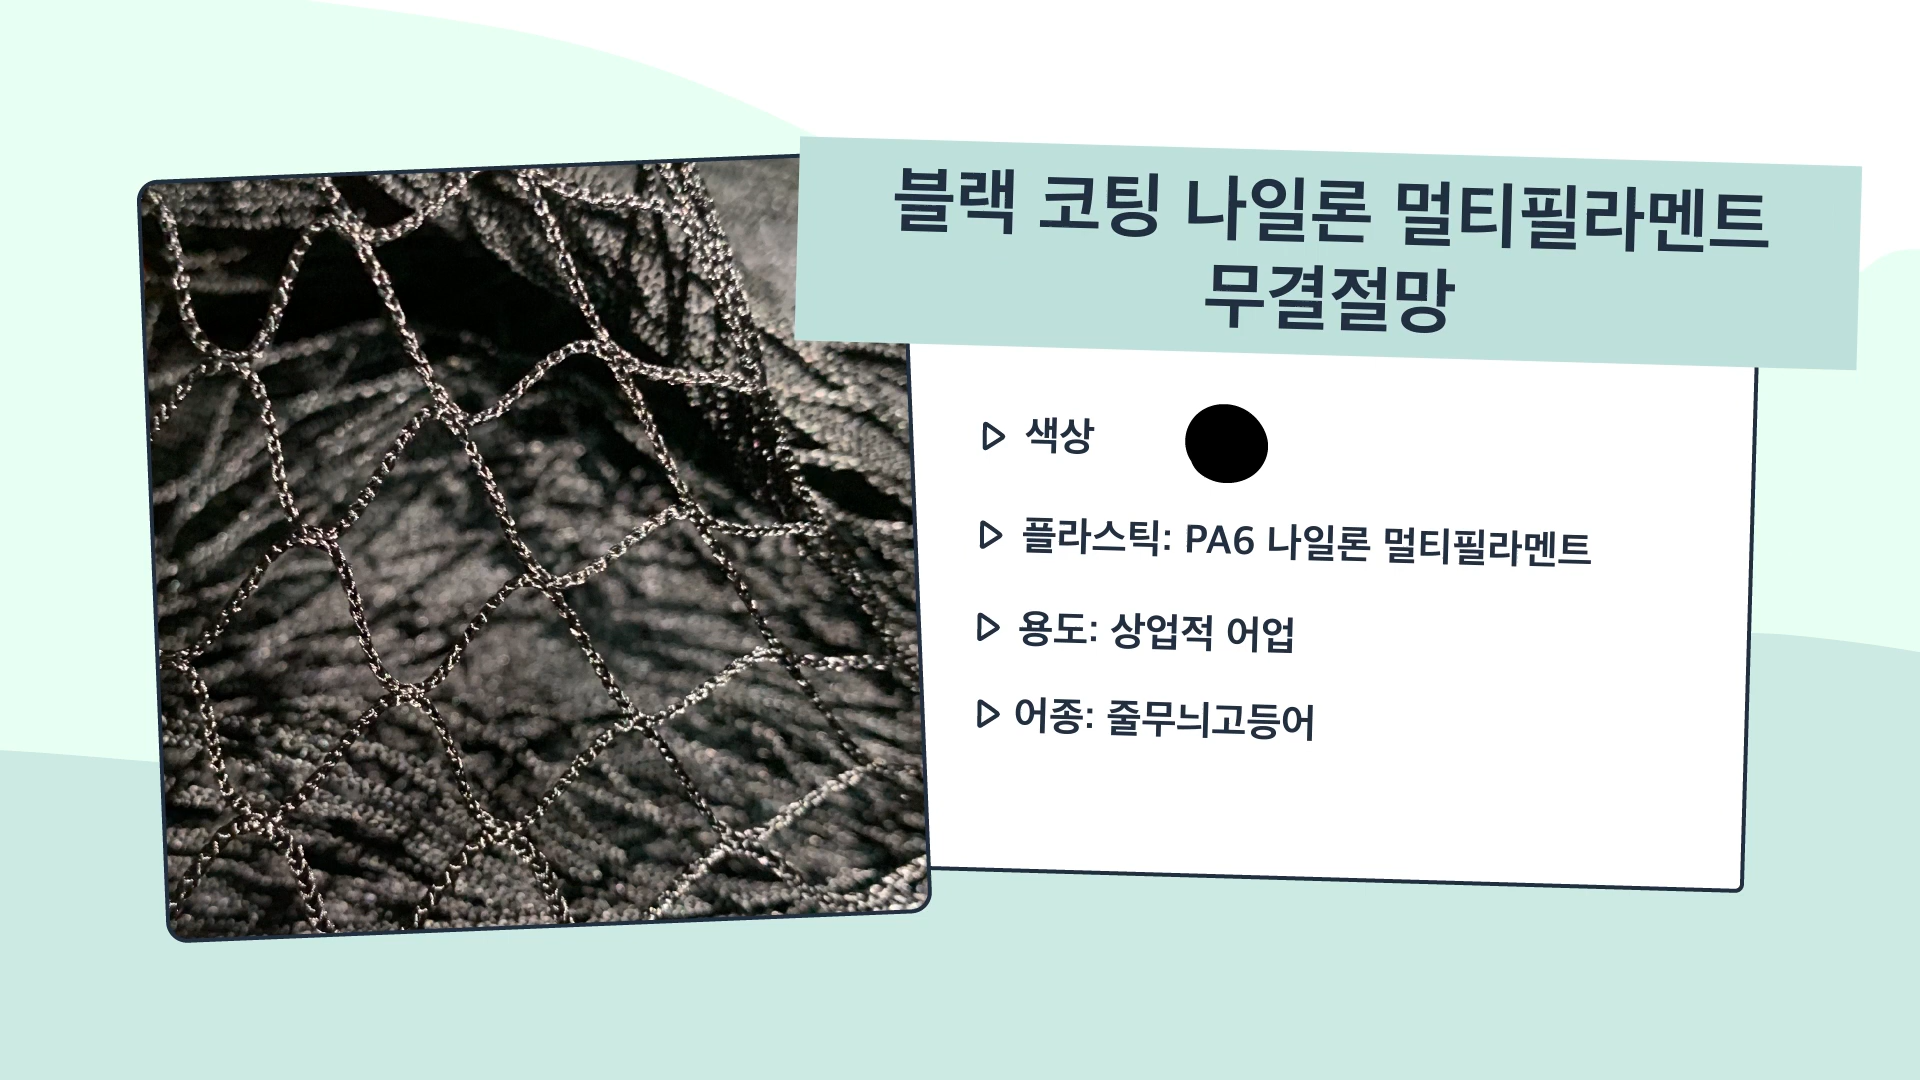 블랙 코팅 나일론 멀티필라멘트
무결절망
색상
플라스틱: PA6 나일론 멀티필라멘트
용도: 상업적 어업
어종: 줄무늬고등어